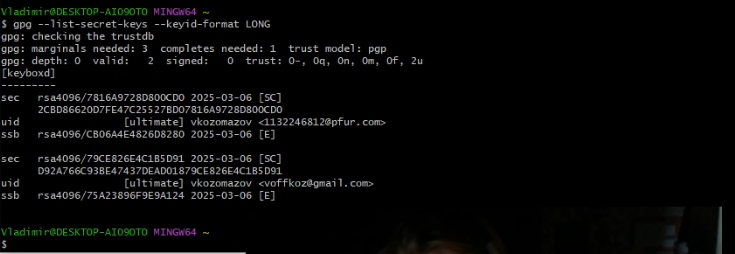 Vladimir@DESKTOP-AIO9OTO MINGW64 ~
$ gpg --list-secret-keys --keyid-format LONG
gpg: checking the trustdb
gpg: marginals needed: 3  completes needed: 1  trust model: pgp
gpg: depth: 0  valid:   2  signed:   0  trust: 0-, 0q, 0n, 0m, 0f, 2u
[keyboxd]
---------
sec   rsa4096/7816A9728D800CD0 2025-03-06 [SC]
      2CBD86620D7FE47C25527BD07816A9728D800CD0
uid                 [ultimate] vkozomazov <1132246812@pfur.com>
ssb   rsa4096/CB06A4E4826D8280 2025-03-06 [E]

sec   rsa4096/79CE826E4C1B5D91 2025-03-06 [SC]
      D92A766C93BE47437DEAD01879CE826E4C1B5D91
uid                 [ultimate] vkozomazov <voffkoz@gmail.com>
ssb   rsa4096/75A23896F9E9A124 2025-03-06 [E]

Vladimir@DESKTOP-AIO9OTO MINGW64 ~
$